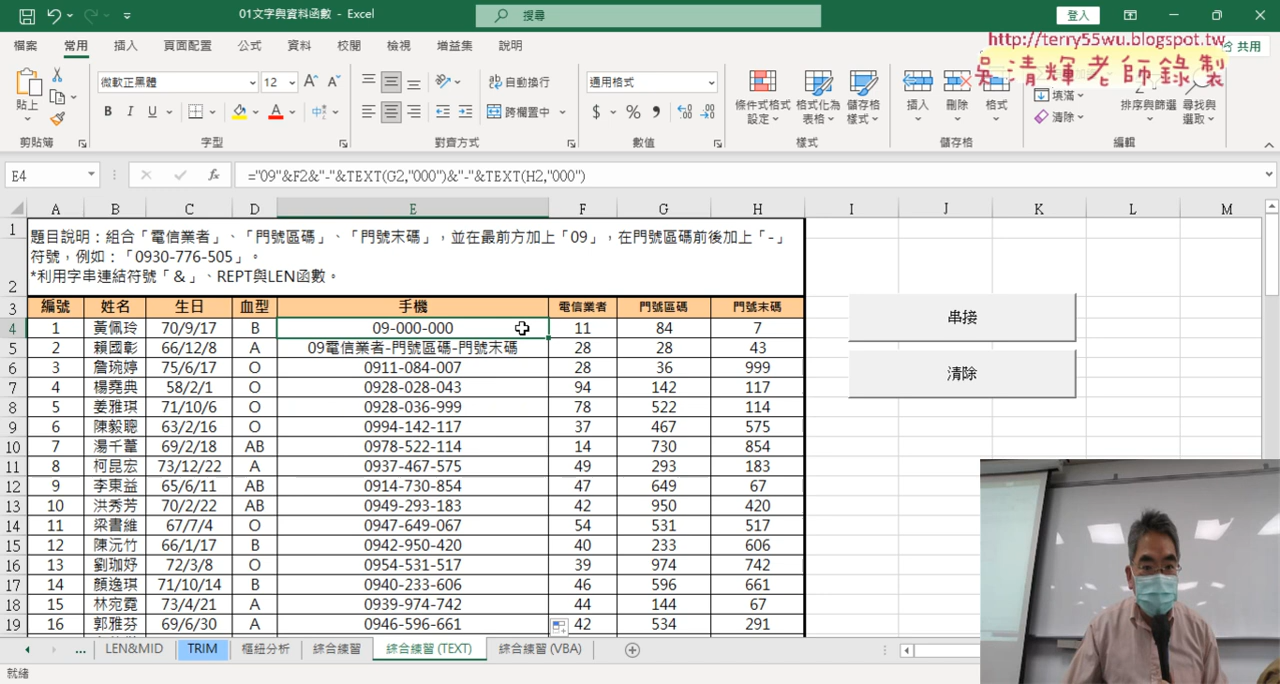 01文字與資料函數 - Excel
搜尋
登入
http://terry55wu.blogspot.tw
吳清輝老師錄製
檔案 常用 插入 頁面配置 公式 資料 校閱 檢視 增益集 說明 共用
微軟正黑體 12
自動換行
通用格式
貼上
B I U
跨欄置中
$ % 9
條件式格式設定 格式化為表格 儲存格樣式
插入 刪除 格式
填滿
清除
排序與篩選 尋找與選取
剪貼簿 字型 對齊方式 數值 樣式 儲存格 編輯
E4 fx ="09"&F2&"-"&TEXT(G2,"000")&"-"&TEXT(H2,"000")
A B C D E F G H I J K L M
1 題目說明：組合「電信業者」、「門號區碼」、「門號末碼」，並在最前方加上「09」，在門號區碼前後加上「-」
符號，例如：「0930-776-505」。
2 *利用字串連結符號「＆」、REPT與LEN函數。
3 編號 姓名 生日 血型 手機 電信業者 門號區碼 門號末碼
4 1 黃佩玲 70/9/17 B 09-000-000 11 84 7
5 2 賴國彰 66/12/8 A 09電信業者-門號區碼-門號末碼 28 28 43
6 3 詹琬婷 75/6/17 O 0911-084-007 28 36 999
7 4 楊堯典 58/2/1 O 0928-028-043 94 142 117
8 5 姜雅琪 71/10/6 O 0928-036-999 78 522 114
9 6 陳毅聰 63/2/16 O 0994-142-117 37 467 575
10 7 湯千葦 69/2/18 AB 0978-522-114 14 730 854
11 8 柯昆宏 73/12/22 A 0937-467-575 49 293 183
12 9 李東益 65/6/11 AB 0914-730-854 47 649 67
13 10 洪秀芳 70/2/22 AB 0949-293-183 42 950 420
14 11 梁書維 67/7/4 O 0947-649-067 54 531 517
15 12 陳沅竹 66/1/17 B 0942-950-420 40 233 606
16 13 劉珈妤 72/3/8 O 0954-531-517 39 974 742
17 14 顏逸琪 71/10/14 B 0940-233-606 46 596 661
18 15 林宛霓 73/4/21 A 0939-974-742 44 144 67
19 16 郭雅芬 69/6/30 A 0946-596-661 42 534 291
串接
清除
... LEN&MID TRIM 樞紐分析 綜合練習 綜合練習 (TEXT) 綜合練習 (VBA)
就緒